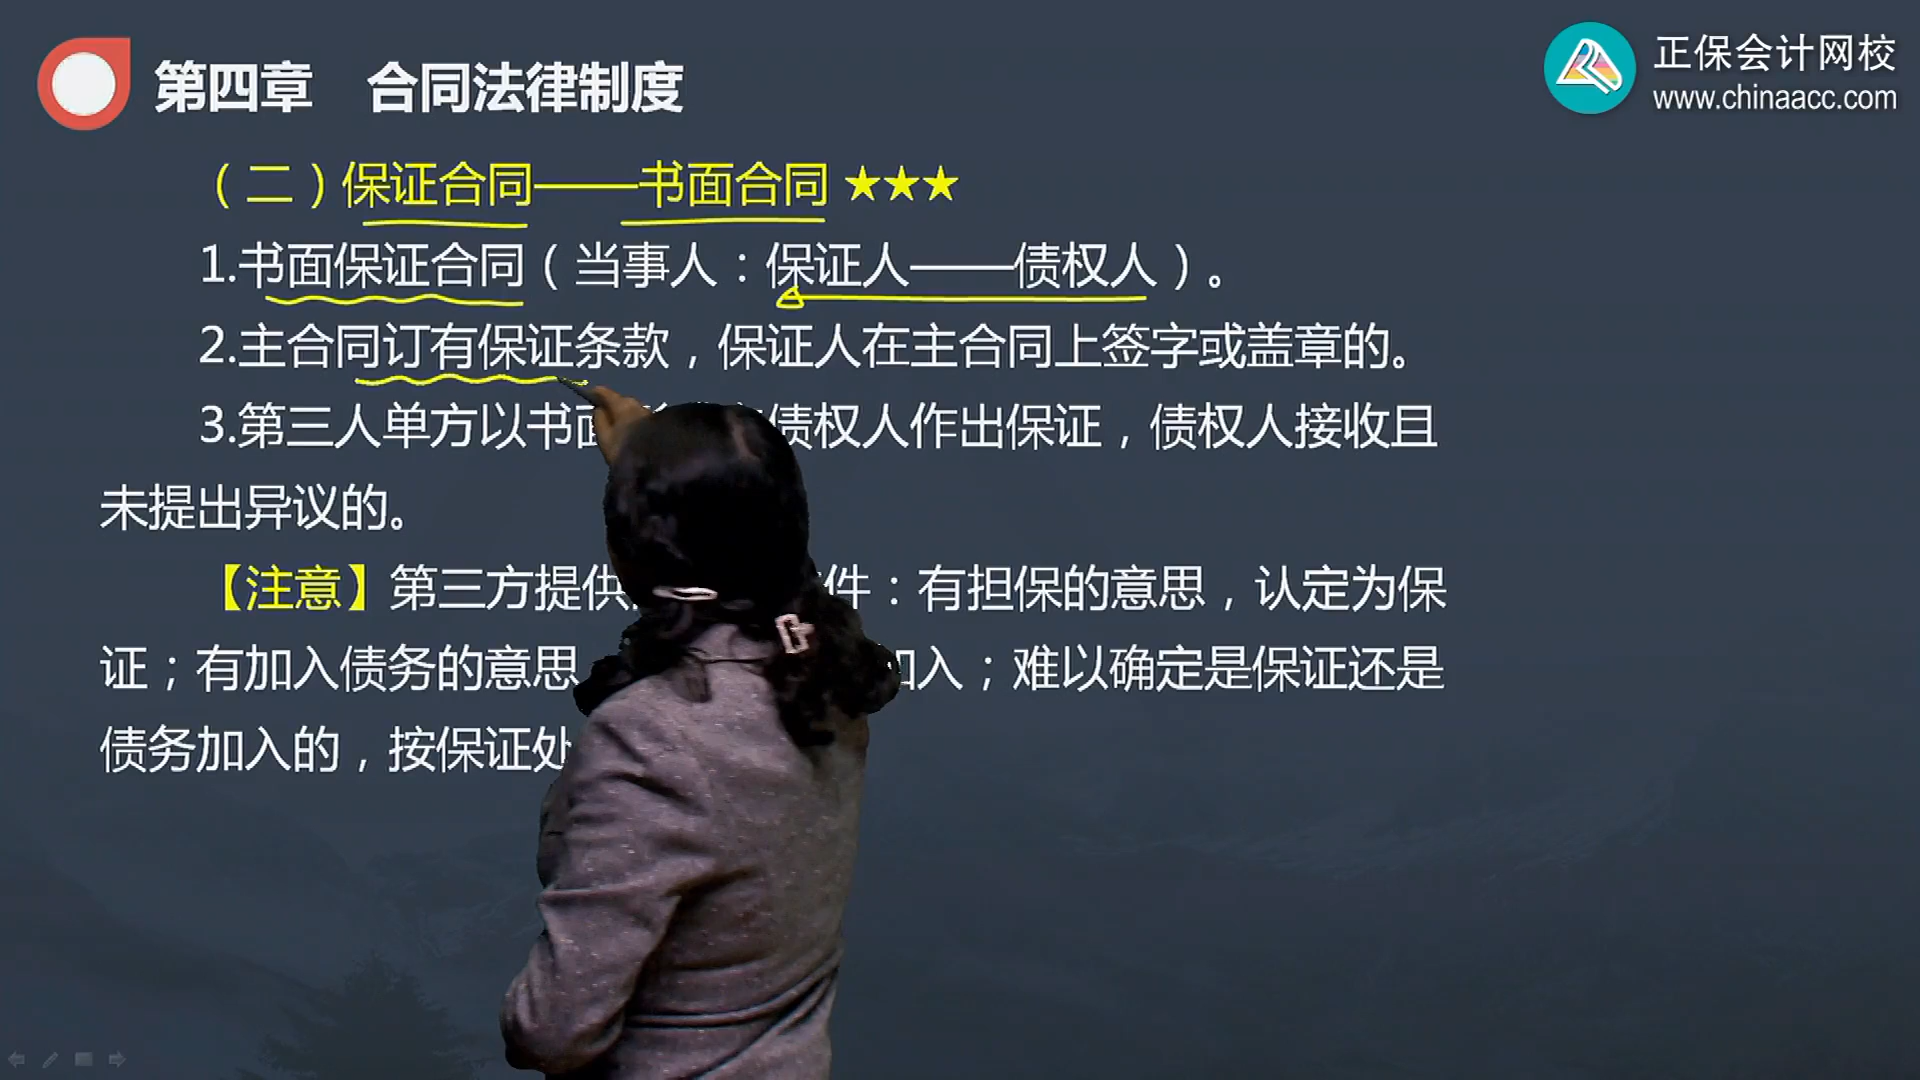 第四章 合同法律制度
正保会计网校
www.chinaacc.com
（二）保证合同——书面合同 ★★★
1.书面保证合同（当事人：保证人——债权人）。
2.主合同订有保证条款，保证人在主合同上签字或盖章的。
3.第三人单方以书面 债权人作出保证，债权人接收且
未提出异议的。
【注意】第三方提供 件：有担保的意思，认定为保
证；有加入债务的意思 加入；难以确定是保证还是
债务加入的，按保证处